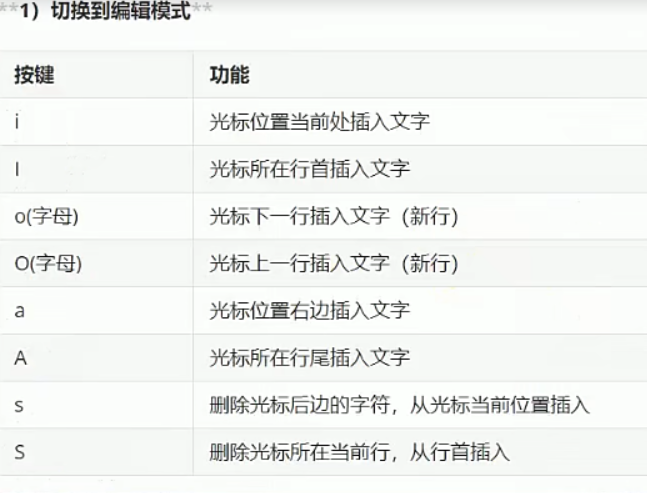 **1）切换到编辑模式**
按键 功能
i 光标位置当前处插入文字
I 光标所在行首插入文字
o(字母) 光标下一行插入文字（新行）
O(字母) 光标上一行插入文字（新行）
a 光标位置右边插入文字
A 光标所在行尾插入文字
s 删除光标后边的字符，从光标当前位置插入
S 删除光标所在当前行，从行首插入